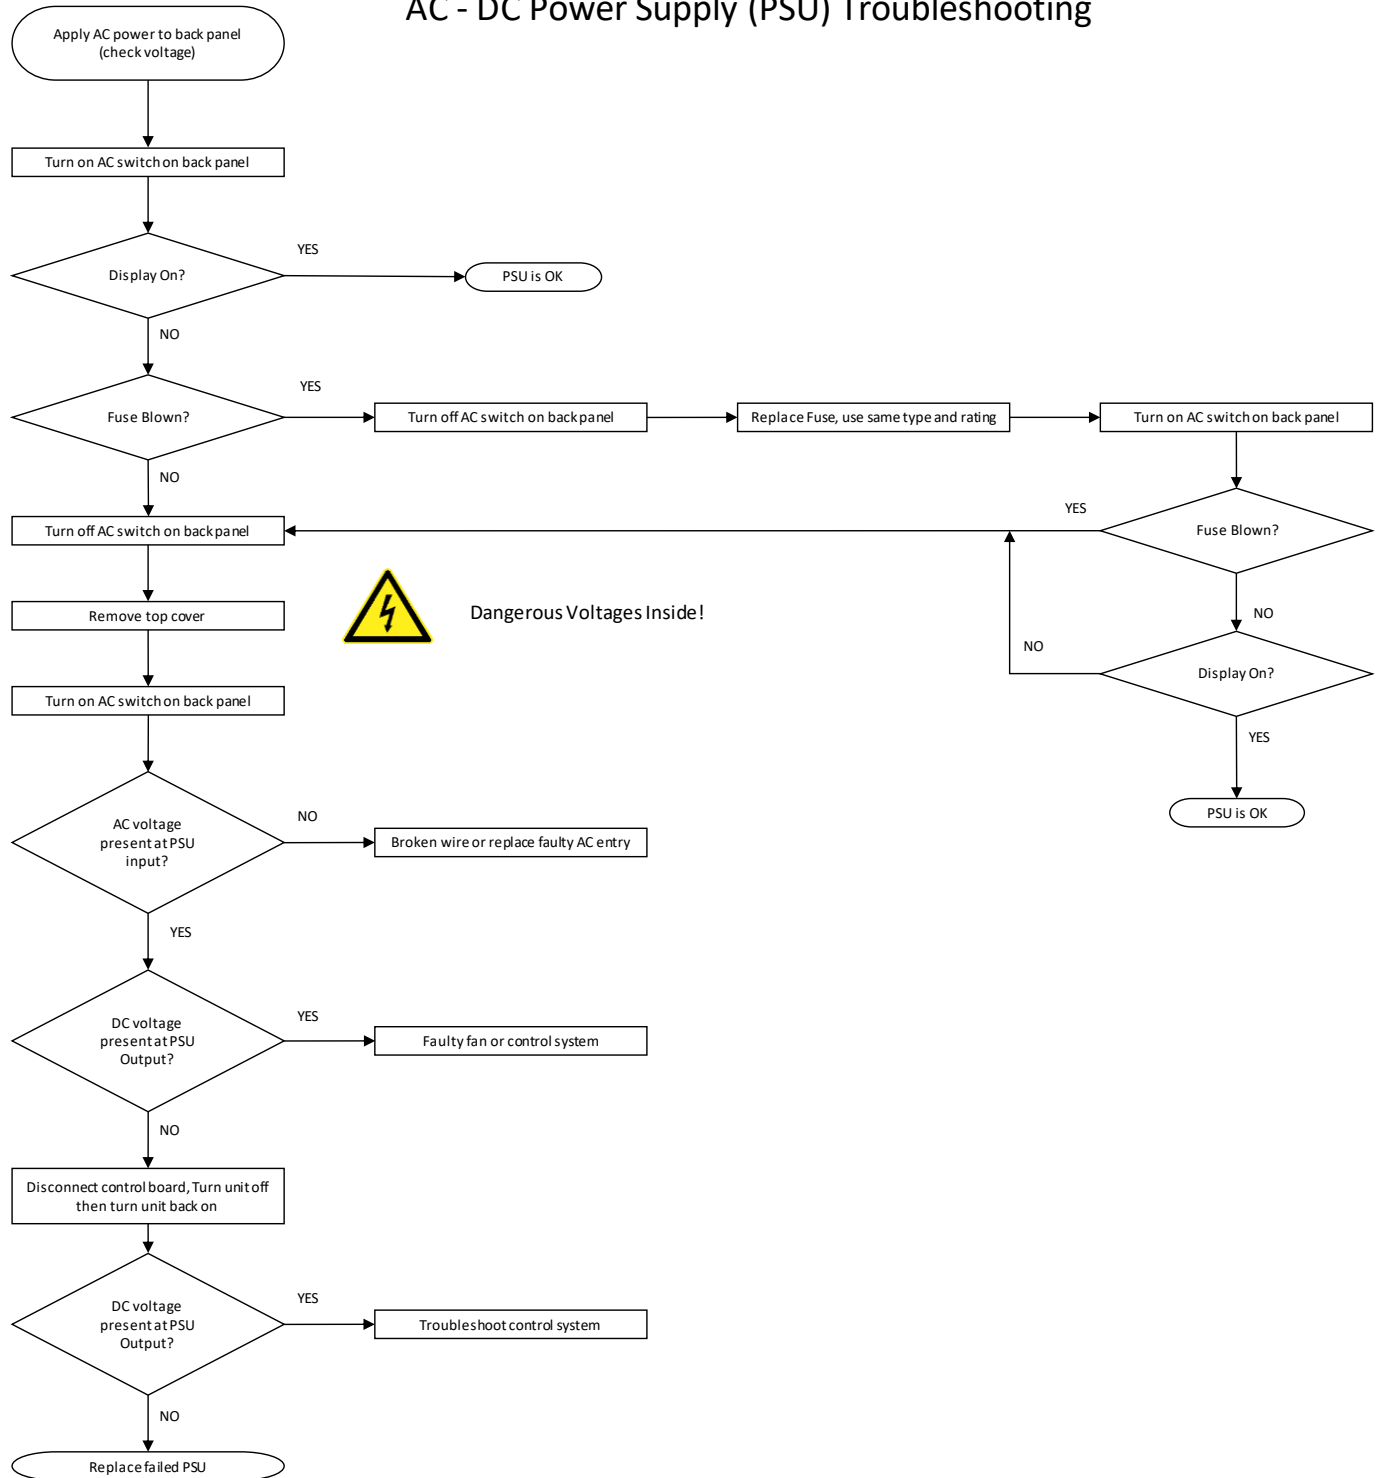 AC - DC Power Supply (PSU) Troubleshooting
Apply AC power to back panel
(check voltage)
Turn on AC switch on back panel
Display On?
YES
PSU is OK
NO
Fuse Blown?
YES
Turn off AC switch on back panel
Replace Fuse, use same type and rating
Turn on AC switch on back panel
NO
Turn off AC switch on back panel
YES
Fuse Blown?
Remove top cover
Dangerous Voltages Inside!
NO
NO
Display On?
Turn on AC switch on back panel
YES
PSU is OK
AC voltage
present at PSU
input?
NO
Broken wire or replace faulty AC entry
YES
DC voltage
present at PSU
Output?
YES
Faulty fan or control system
NO
Disconnect control board, Turn unit off
then turn unit back on
DC voltage
present at PSU
Output?
YES
Troubleshoot control system
NO
Replace failed PSU